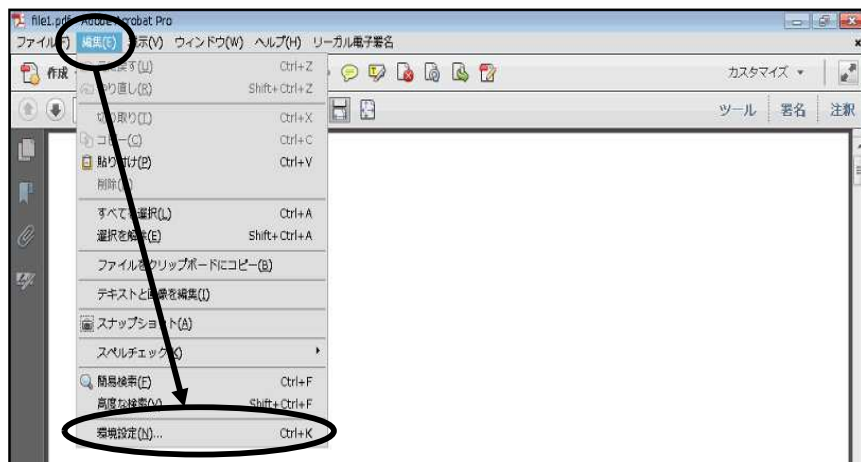 file1.pdf - Adobe Acrobat Pro
ファイル(F) 編集(E) 表示(V) ウィンドウ(W) ヘルプ(H) リーガル電子署名
作成 カスタマイズ
ツール 署名 注釈
(U) Ctrl+Z
やり直し(R) Shift+Ctrl+Z
切り取り(T) Ctrl+X
コピー(C) Ctrl+C
貼り付け(P) Ctrl+V
削除
すべてを選択(L) Ctrl+A
選択を解除(E) Shift+Ctrl+A
ファイルをクリップボードにコピー(B)
テキストと画像を編集(I)
スナップショット(A)
スペルチェック(K)
簡易検索(F) Ctrl+F
高度な検索(V) Shift+Ctrl+F
環境設定(N)... Ctrl+K